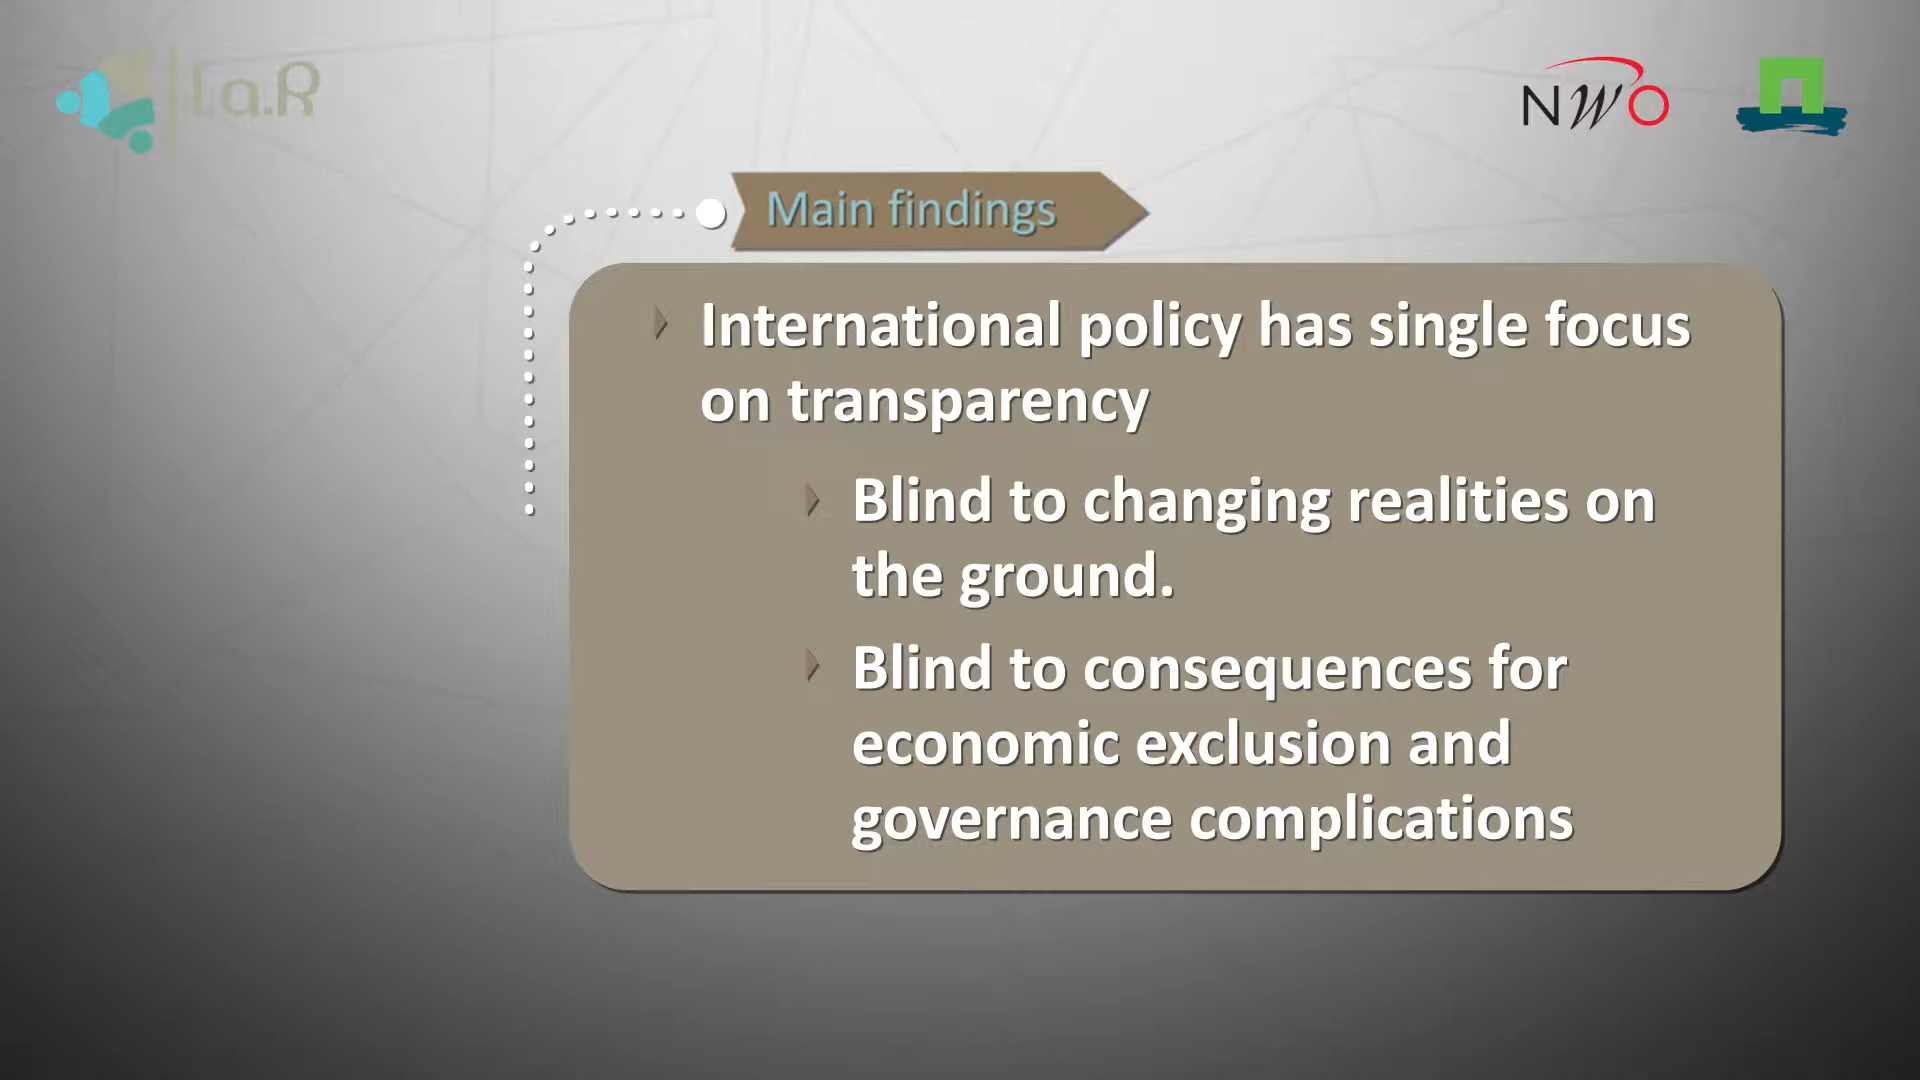 I.a.R
NWO
Main findings
International policy has single focus
on transparency
Blind to changing realities on
the ground.
Blind to consequences for
economic exclusion and
governance complications